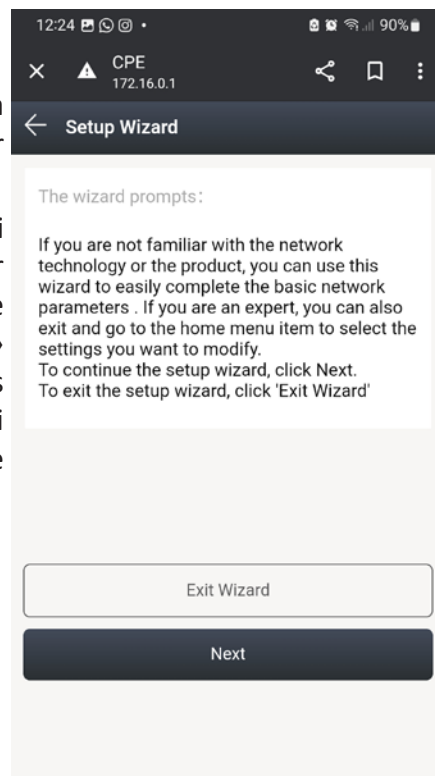 12:24
90%
CPE
172.16.0.1
Setup Wizard
The wizard prompts:
If you are not familiar with the network
technology or the product, you can use this
wizard to easily complete the basic network
parameters . If you are an expert, you can also
exit and go to the home menu item to select the
settings you want to modify.
To continue the setup wizard, click Next.
To exit the setup wizard, click 'Exit Wizard'
Exit Wizard
Next